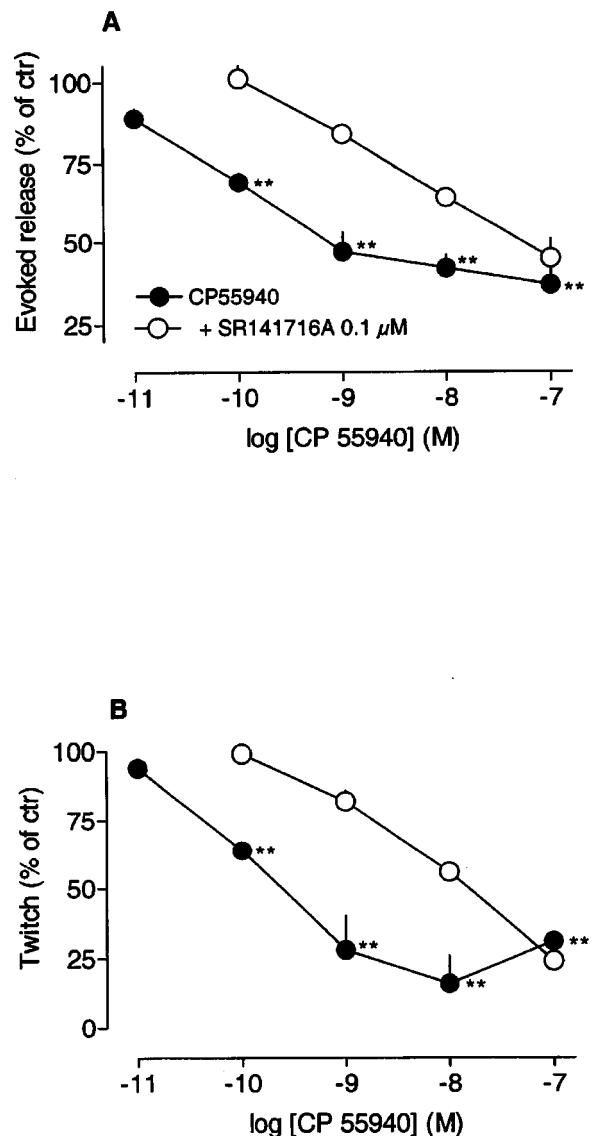 A
Evoked release (% of ctr)
100
75
50
25
**
**
**
**
CP55940
+ SR141716A 0.1 µM
-11 -10 -9 -8 -7
log [CP 55940] (M)
B
Twitch (% of ctr)
100
75
50
25
0
**
**
**
**
-11 -10 -9 -8 -7
log [CP 55940] (M)